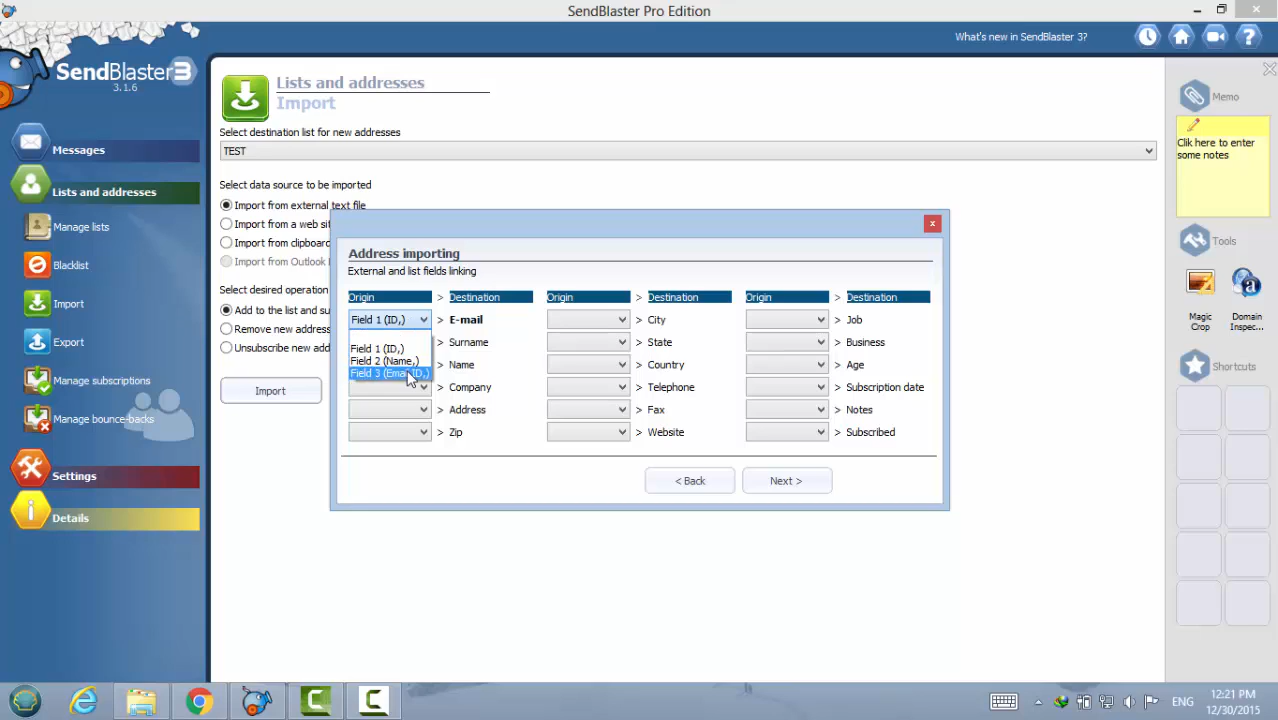 SendBlaster Pro Edition
What's new in SendBlaster 3?
SendBlaster 3
3.1.6
Messages
Lists and addresses
Manage lists
Blacklist
Import
Export
Manage subscriptions
Manage bounce-backs
Settings
Details
Lists and addresses
Import
Select destination list for new addresses
TEST
Select data source to be imported
Import from external text file
Import from a web sit
Import from clipboard
Import from Outlook
Select desired operation
Add to the list and su
Remove new addres
Unsubscribe new add
Import
x
Address importing
External and list fields linking
Origin > Destination Origin > Destination Origin > Destination
Field 1 (ID,) > E-mail > City > Job
Field 1 (ID,)
Field 2 (Name,)
Field 3 (EmailID,)
> Surname > State > Business
> Name > Country > Age
> Company > Telephone > Subscription date
> Address > Fax > Notes
> Zip > Website > Subscribed
< Back Next >
Memo
Clik here to enter
some notes
Tools
Magic
Crop
Domain
Inspec...
Shortcuts
ENG
12:21 PM
12/30/2015